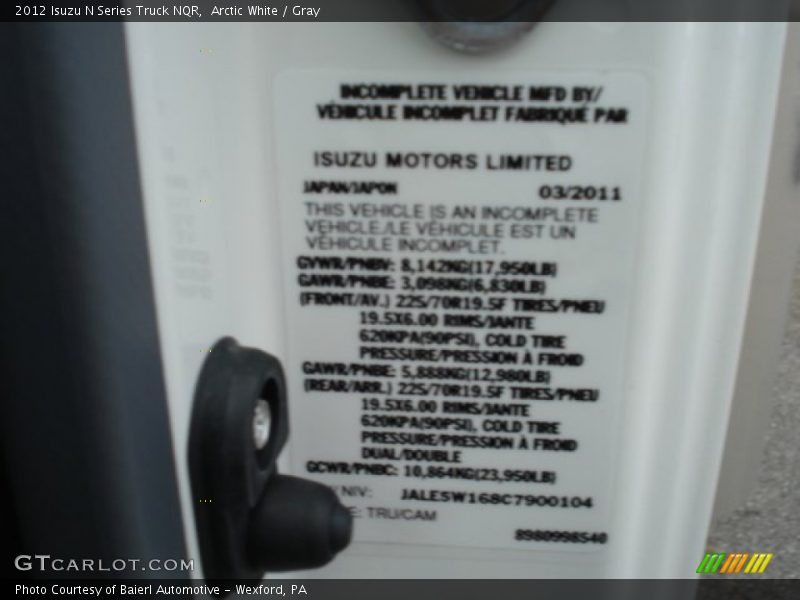 2012 Isuzu N Series Truck NQR,  Arctic White / Gray
INCOMPLETE VEHICLE MFD BY/
VÉHICULE INCOMPLET FABRIQUÉ PAR
ISUZU MOTORS LIMITED
JAPAN/JAPON 03/2011
THIS VEHICLE IS AN INCOMPLETE
VEHICLE./LE VÉHICULE EST UN
VÉHICULE INCOMPLET.
GVWR/PNBV: 8,142KG(17,950LB)
GAWR/PNBE: 3,098KG(6,830LB)
(FRONT/AV.) 225/70R19.5F TIRES/PNEU
19.5X6.00 RIMS/JANTE
620KPA(90PSI), COLD TIRE
PRESSURE/PRESSION À FROID
GAWR/PNBE: 5,888KG(12,980LB)
(REAR/ARR.) 225/70R19.5F TIRES/PNEU
19.5X6.00 RIMS/JANTE
620KPA(90PSI), COLD TIRE
PRESSURE/PRESSION À FROID
DUAL/DOUBLE
GCWR/PNBC: 10,864KG(23,950LB)
NIV: JALE5W168C7900104
: TRU/CAM
8980998540
GTCARLOT.COM
Photo Courtesy of Baierl Automotive - Wexford, PA